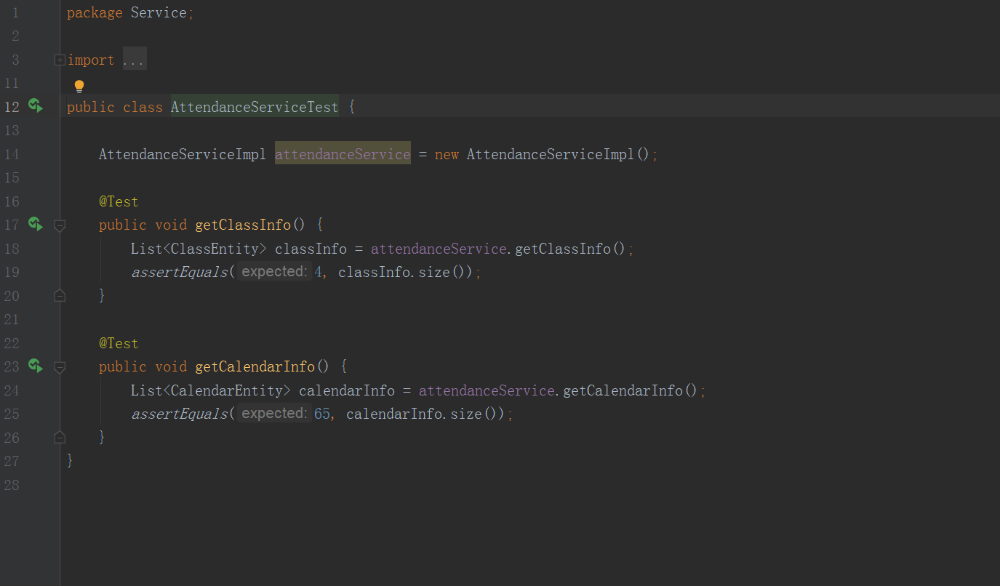 1 package Service;
2
3 import ...
11
12 public class AttendanceServiceTest {
13
14 AttendanceServiceImpl attendanceService = new AttendanceServiceImpl();
15
16 @Test
17 public void getClassInfo() {
18 List<ClassEntity> classInfo = attendanceService.getClassInfo();
19 assertEquals( expected: 4, classInfo.size());
20 }
21
22 @Test
23 public void getCalendarInfo() {
24 List<CalendarEntity> calendarInfo = attendanceService.getCalendarInfo();
25 assertEquals( expected: 65, calendarInfo.size());
26 }
27 }
28